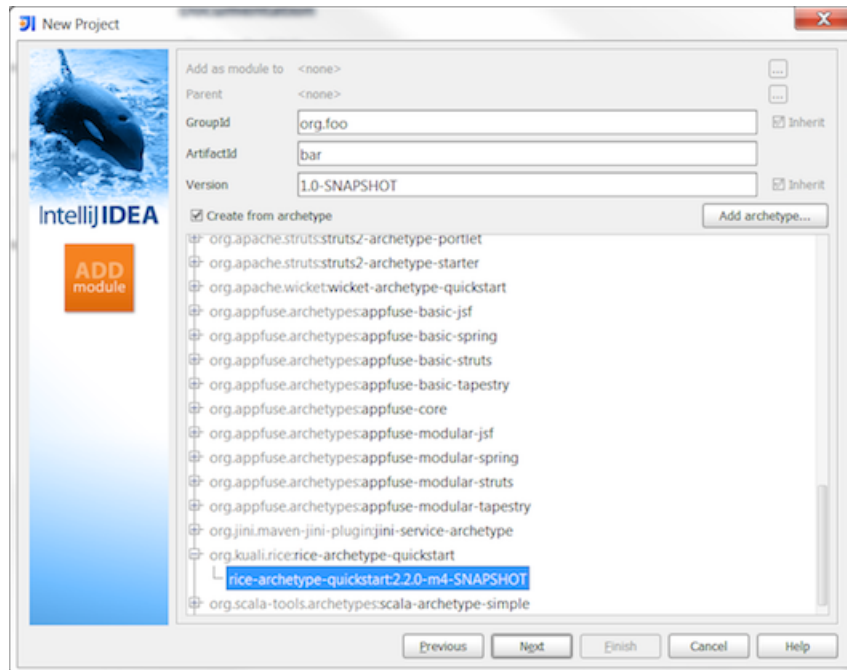 New Project
Add as module to <none>
...
Parent <none>
...
GroupId org.foo Inherit
ArtifactId bar
Version 1.0-SNAPSHOT Inherit
IntelliJIDEA
ADD
module
Create from archetype Add archetype...
org.apache.struts:struts2-archetype-portlet
org.apache.struts:struts2-archetype-starter
org.apache.wicket:wicket-archetype-quickstart
org.appfuse.archetypes:appfuse-basic-jsf
org.appfuse.archetypes:appfuse-basic-spring
org.appfuse.archetypes:appfuse-basic-struts
org.appfuse.archetypes:appfuse-basic-tapestry
org.appfuse.archetypes:appfuse-core
org.appfuse.archetypes:appfuse-modular-jsf
org.appfuse.archetypes:appfuse-modular-spring
org.appfuse.archetypes:appfuse-modular-struts
org.appfuse.archetypes:appfuse-modular-tapestry
org.jini.maven-jini-plugin:jini-service-archetype
org.kuali.rice:rice-archetype-quickstart
rice-archetype-quickstart:2.2.0-m4-SNAPSHOT
org.scala-tools.archetypes:scala-archetype-simple
Previous Next Finish Cancel Help